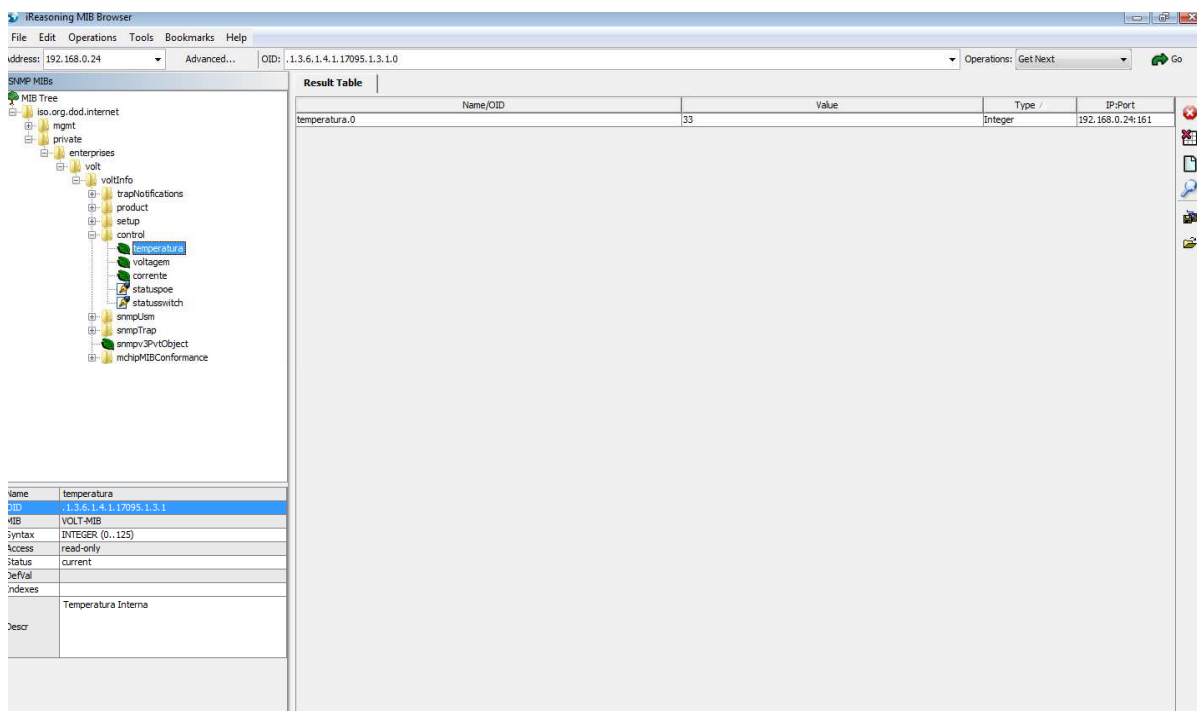 iReasoning MIB Browser
File Edit Operations Tools Bookmarks Help
Address: 192.168.0.24 Advanced... OID: .1.3.6.1.4.1.17095.1.3.1.0 Operations: Get Next Go
SNMP MIBs
MIB Tree
iso.org.dod.internet
mgmt
private
enterprises
volt
voltInfo
trapNotifications
product
setup
control
temperatura
voltagem
corrente
statuspoe
statusswitch
snmpUsm
snmpTrap
snmpv3PvtObject
mchipMIBConformance
Result Table
Name/OID Value Type IP:Port
temperatura.0 33 Integer 192.168.0.24:161
Name temperatura
OID .1.3.6.1.4.1.17095.1.3.1
MIB VOLT-MIB
Syntax INTEGER (0..125)
Access read-only
Status current
DefVal
Indexes
Descr Temperatura Interna